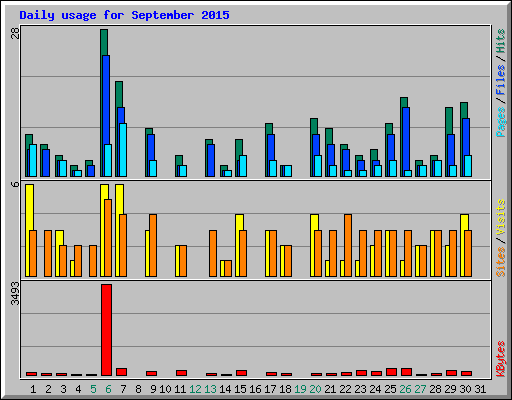 Daily usage for September 2015
28
Pages / Files / Hits
6
Sites / Visits
3493
KBytes
1 2 3 4 5 6 7 8 9 10 11 12 13 14 15 16 17 18 19 20 21 22 23 24 25 26 27 28 29 30 31